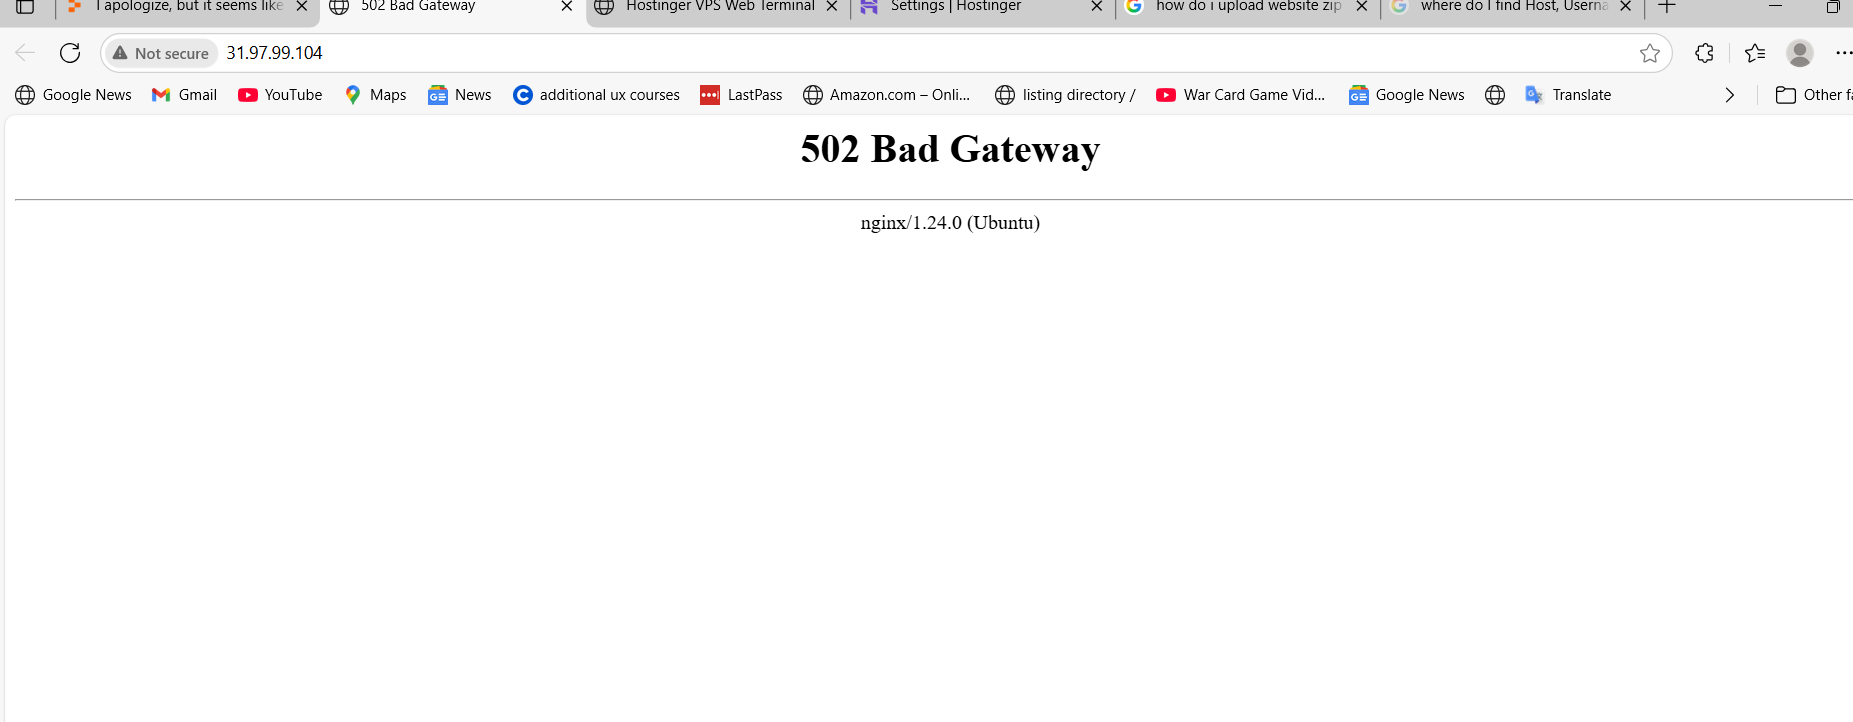 I apologize, but it seems like
502 Bad Gateway
Hostinger VPS Web Terminal
Settings | Hostinger
how do i upload website zip
where do I find Host, Userna
Not secure
31.97.99.104
Google News
Gmail
YouTube
Maps
News
additional ux courses
LastPass
Amazon.com – Onli...
listing directory /
War Card Game Vid...
Google News
Translate
Other fa
502 Bad Gateway
nginx/1.24.0 (Ubuntu)